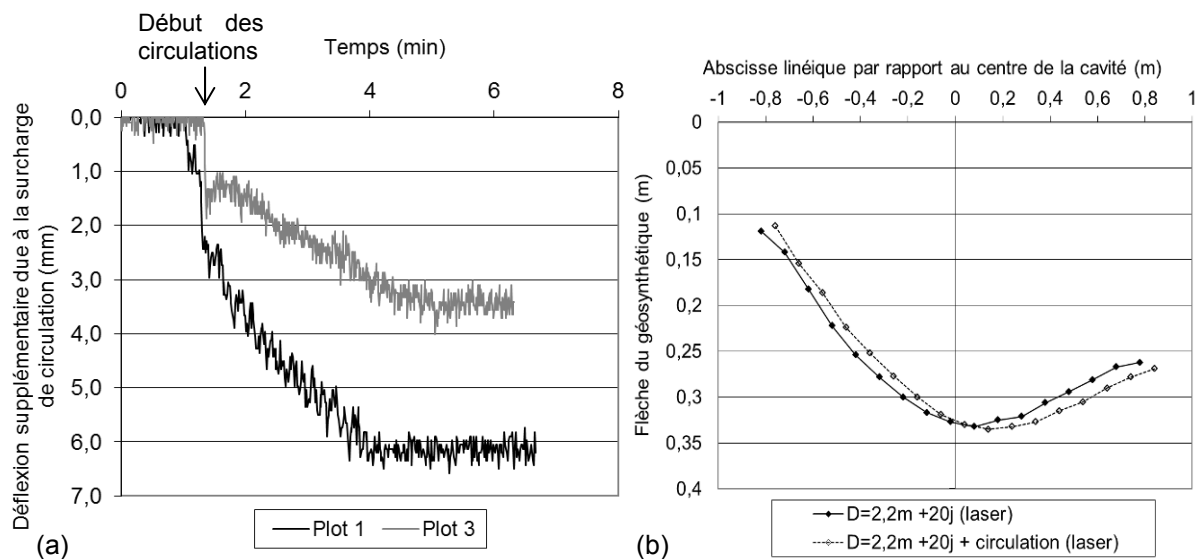 Début des
circulations
Temps (min)
0 2 4 6 8
0,0
1,0
2,0
3,0
4,0
5,0
6,0
7,0
Déflexion supplémentaire due à la surcharge
de circulation (mm)
Plot 1 Plot 3
(a)
Abscisse linéique par rapport au centre de la cavité (m)
-1 -0,8 -0,6 -0,4 -0,2 0 0,2 0,4 0,6 0,8 1
0
0,05
0,1
0,15
0,2
0,25
0,3
0,35
0,4
Flèche du géosynthétique (m)
D=2,2m +20j (laser)
D=2,2m +20j + circulation (laser)
(b)